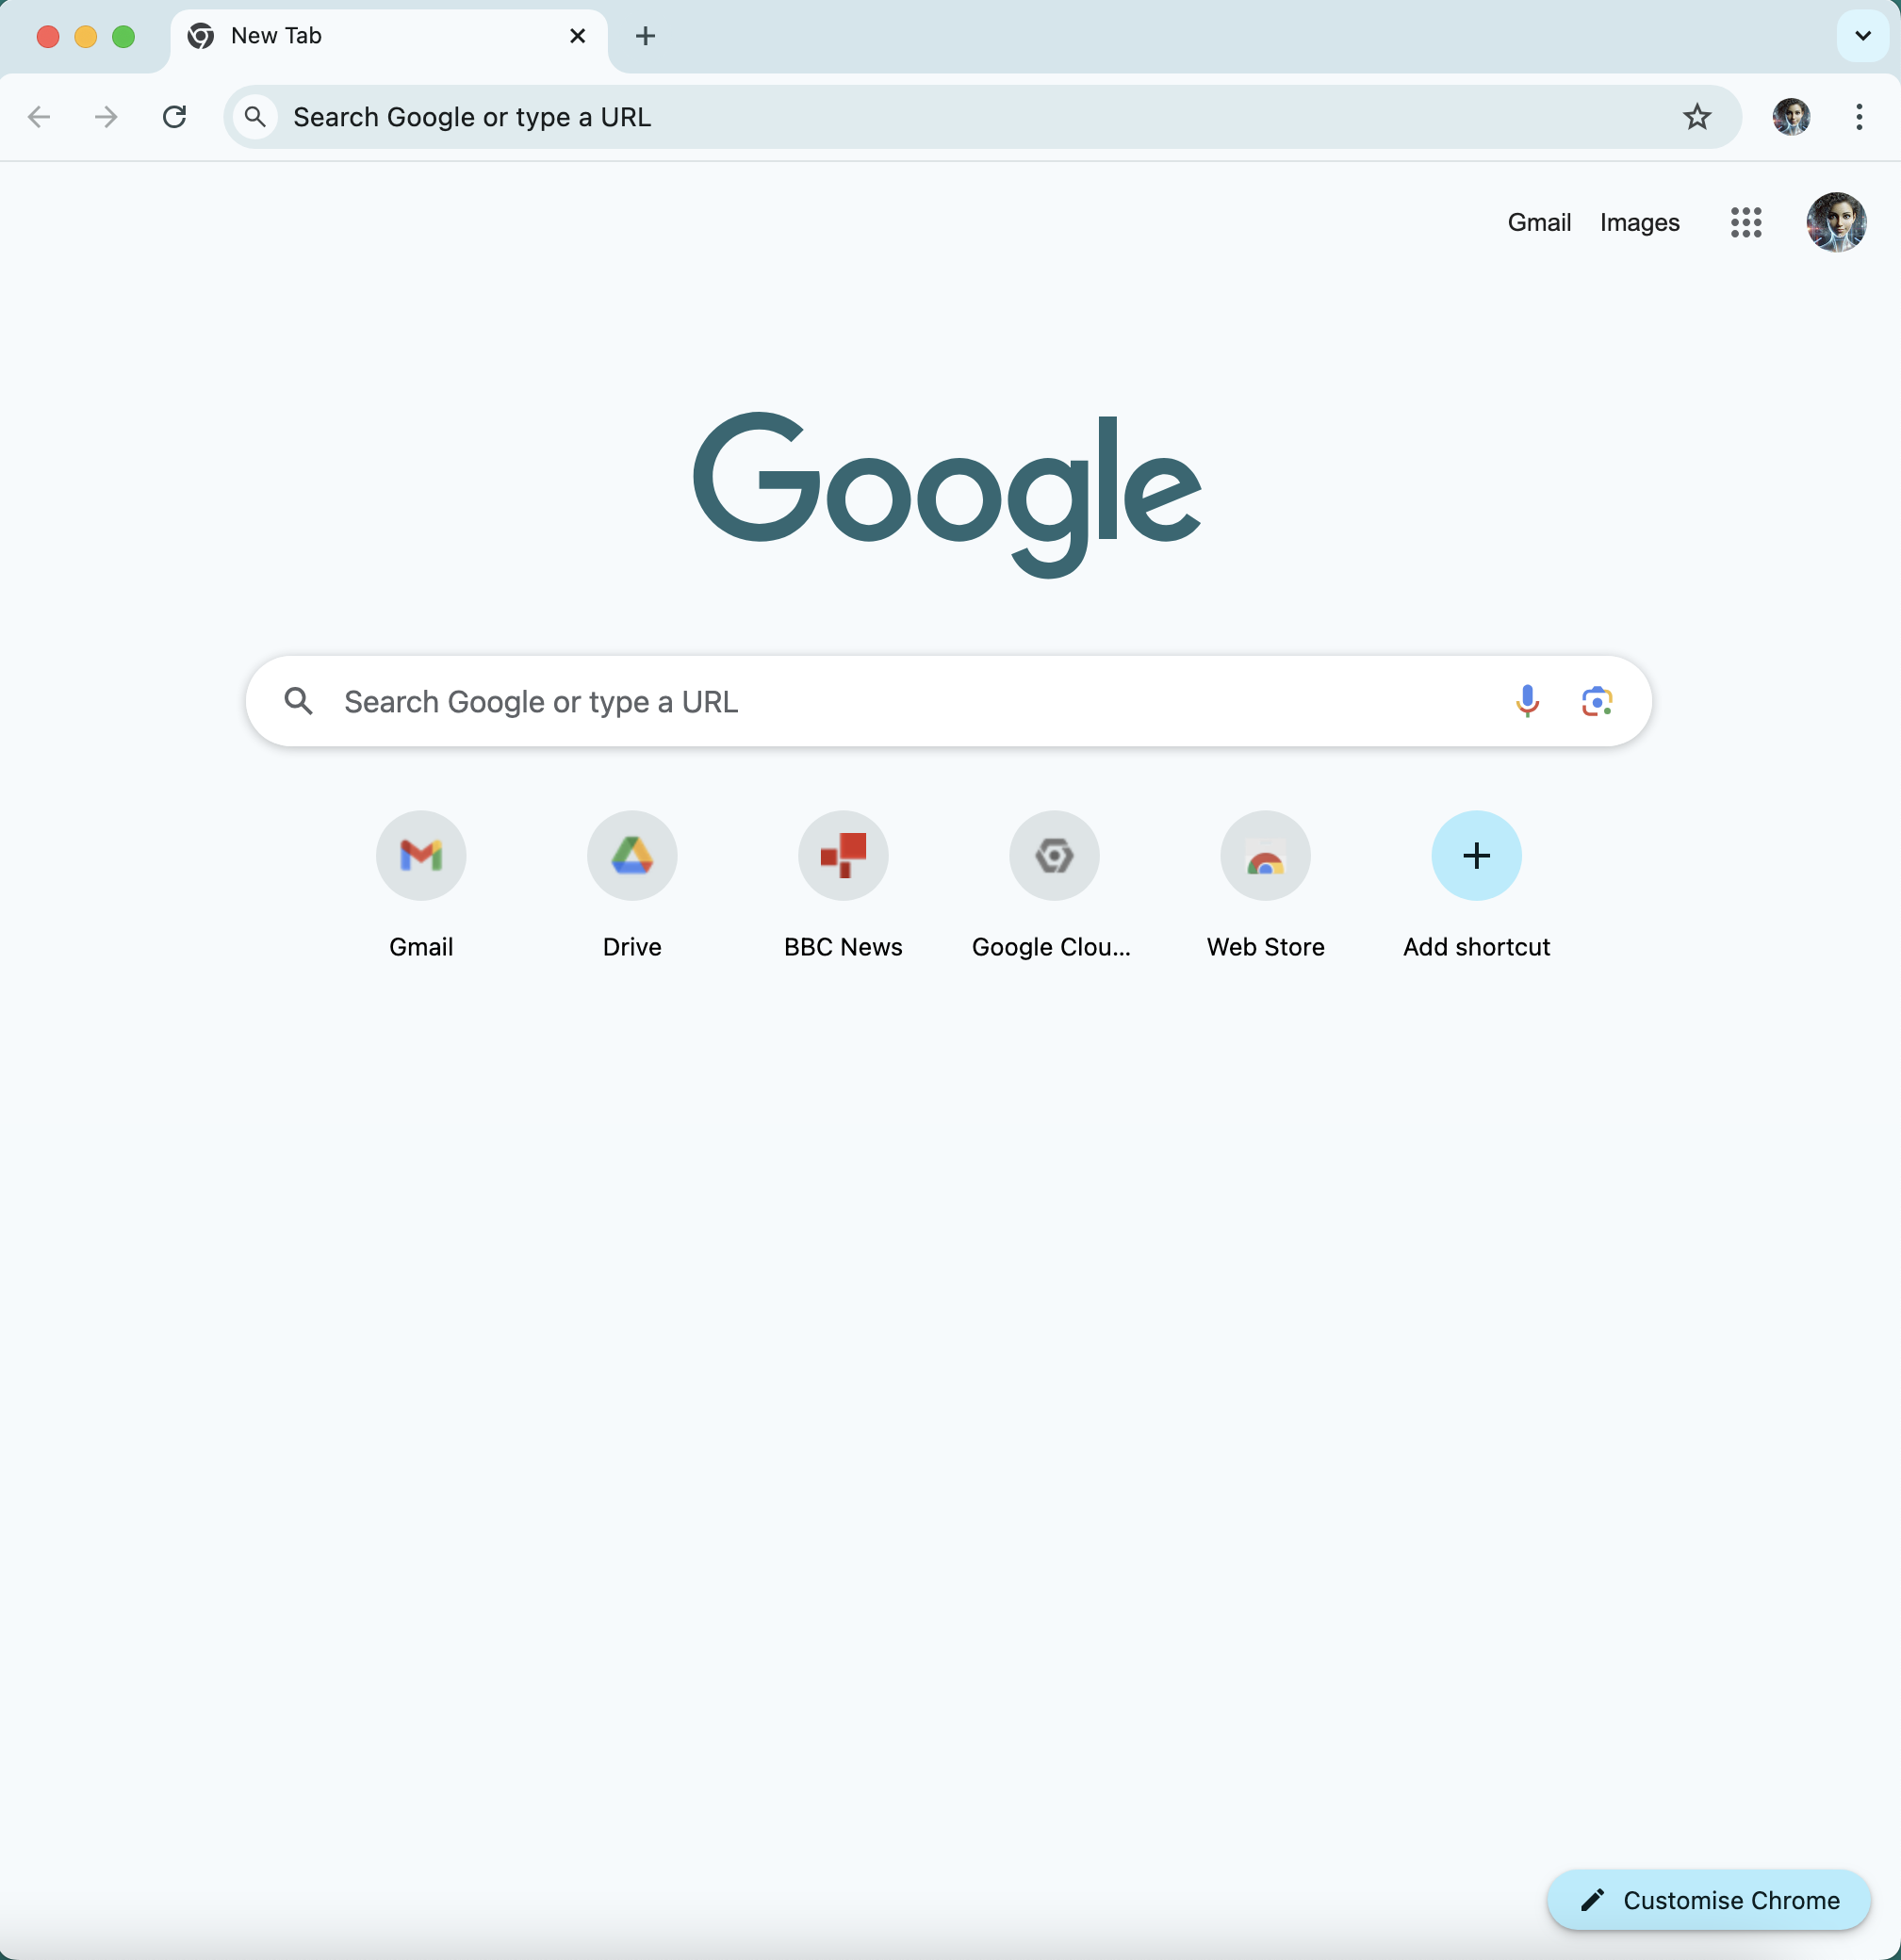 New Tab
Search Google or type a URL
Gmail Images
Google
Search Google or type a URL
Gmail Drive BBC News Google Clou... Web Store Add shortcut
Customise Chrome